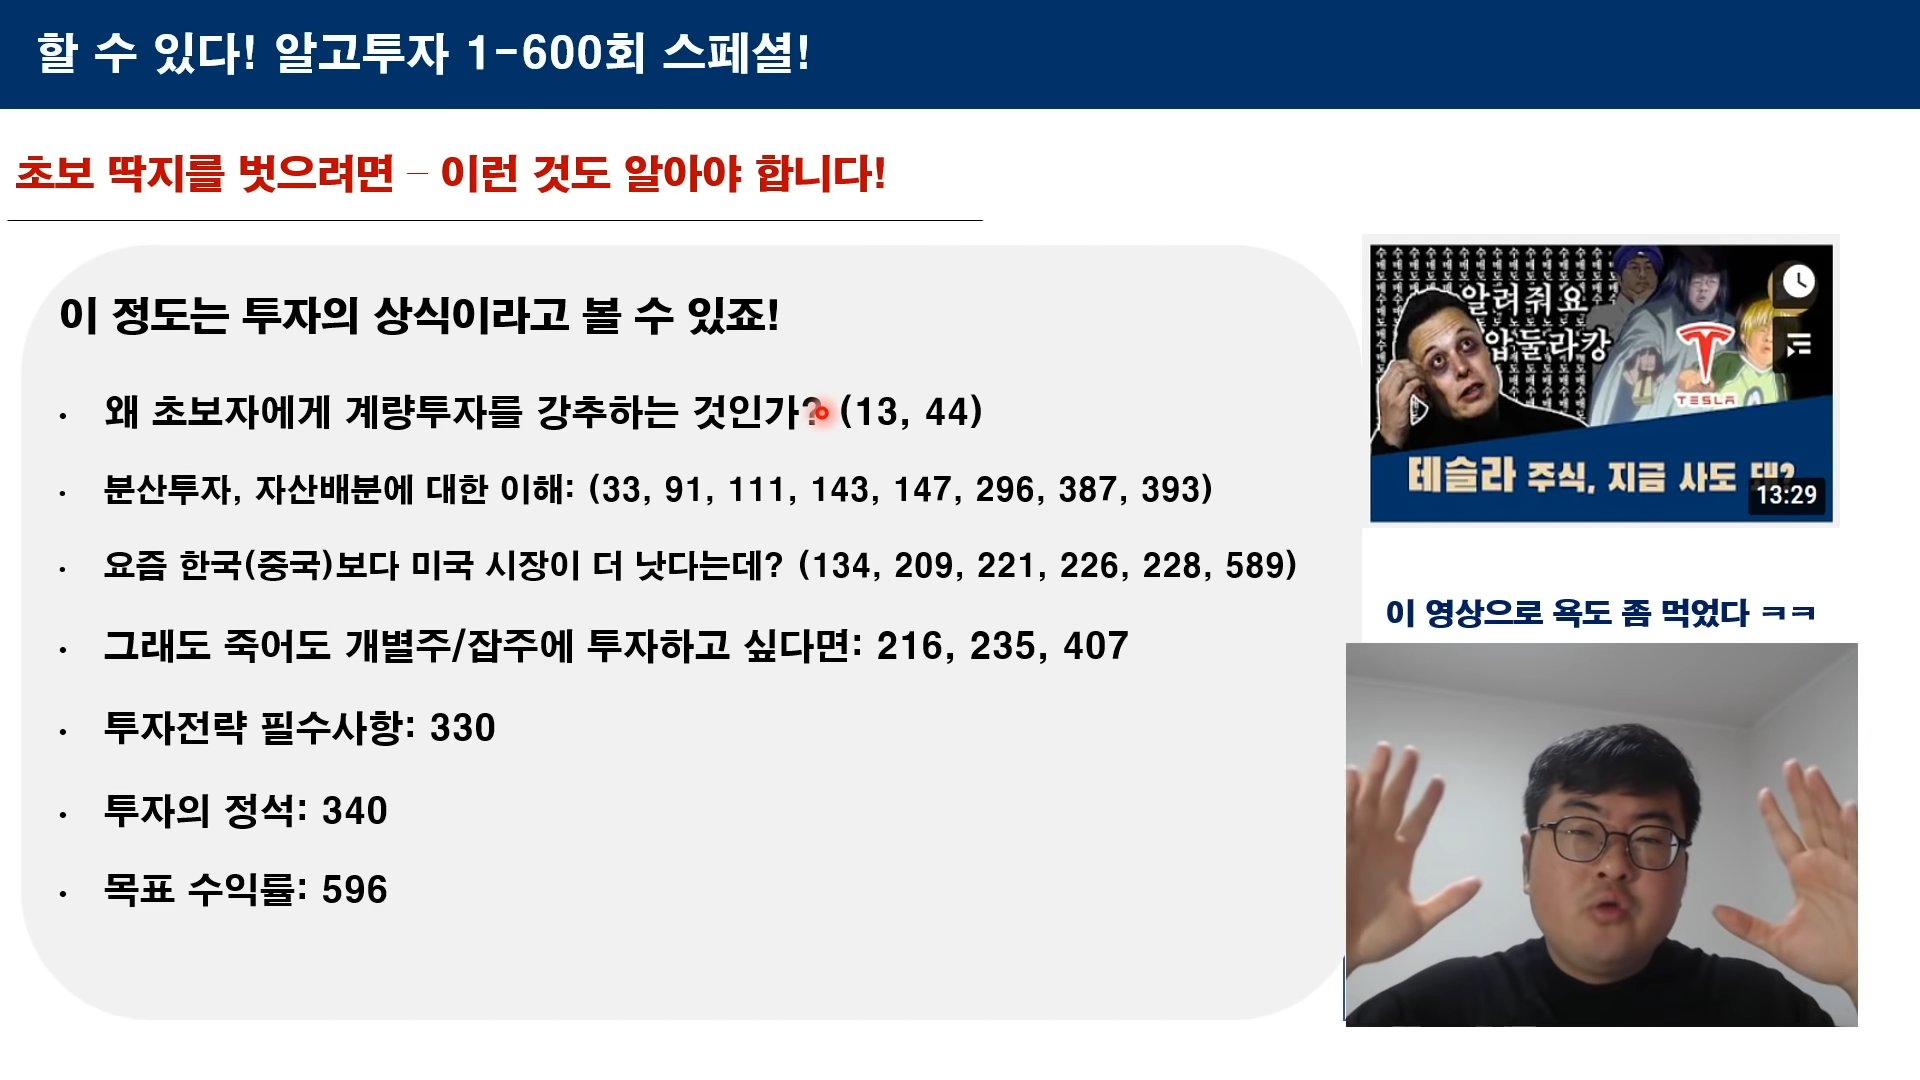 할 수 있다! 알고투자 1-600회 스페셜!
초보 딱지를 벗으려면 – 이런 것도 알아야 합니다!
이 정도는 투자의 상식이라고 볼 수 있죠!
• 왜 초보자에게 계량투자를 강추하는 것인가? (13, 44)
• 분산투자, 자산배분에 대한 이해: (33, 91, 111, 143, 147, 296, 387, 393)
• 요즘 한국(중국)보다 미국 시장이 더 낫다는데? (134, 209, 221, 226, 228, 589)
• 그래도 죽어도 개별주/잡주에 투자하고 싶다면: 216, 235, 407
• 투자전략 필수사항: 330
• 투자의 정석: 340
• 목표 수익률: 596
알려줘요
압둘라캉
TESLA
테슬라 주식, 지금 사도 돼?
13:29
이 영상으로 욕도 좀 먹었다 ㅋㅋ